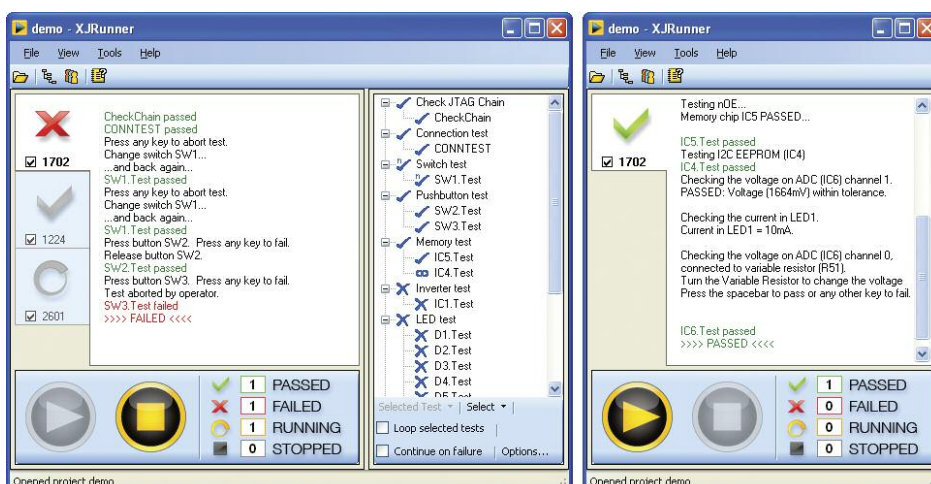 demo - XJRunner
File View Tools Help
1702
1224
2601
CheckChain passed
CONNTEST passed
Press any key to abort test.
Change switch SW1...
...and back again...
SW1.Test passed
Press any key to abort test.
Change switch SW1...
...and back again...
SW1.Test passed
Press button SW2. Press any key to fail.
Release button SW2.
SW2.Test passed
Press button SW3. Press any key to fail.
Test aborted by operator.
SW3.Test failed
>>>> FAILED <<<<
Check JTAG Chain
CheckChain
Connection test
CONNTEST
n Switch test
n SW1.Test
Pushbutton test
SW2.Test
SW3.Test
Memory test
IC5.Test
IC4.Test
Inverter test
IC1.Test
LED test
D1.Test
D2.Test
D3.Test
D4.Test
D5.Test
Selected Test Select
Loop selected tests
Continue on failure Options...
1 PASSED
1 FAILED
1 RUNNING
0 STOPPED
Opened project demo
demo - XJRunner
File View Tools Help
1702
Testing nOE...
Memory chip IC5 PASSED...
IC5.Test passed
Testing I2C EEPROM (IC4)
IC4.Test passed
Checking the voltage on ADC (IC6) channel 1.
PASSED: Voltage (1664mV) within tolerance.
Checking the current in LED1.
Current in LED1 = 10mA.
Checking the voltage on ADC (IC6) channel 0,
connected to variable resistor (R51).
Turn the Variable Resistor to change the voltage
Press the spacebar to pass or any other key to fail.
IC6.Test passed
>>>> PASSED <<<<
1 PASSED
0 FAILED
0 RUNNING
0 STOPPED
Opened project demo